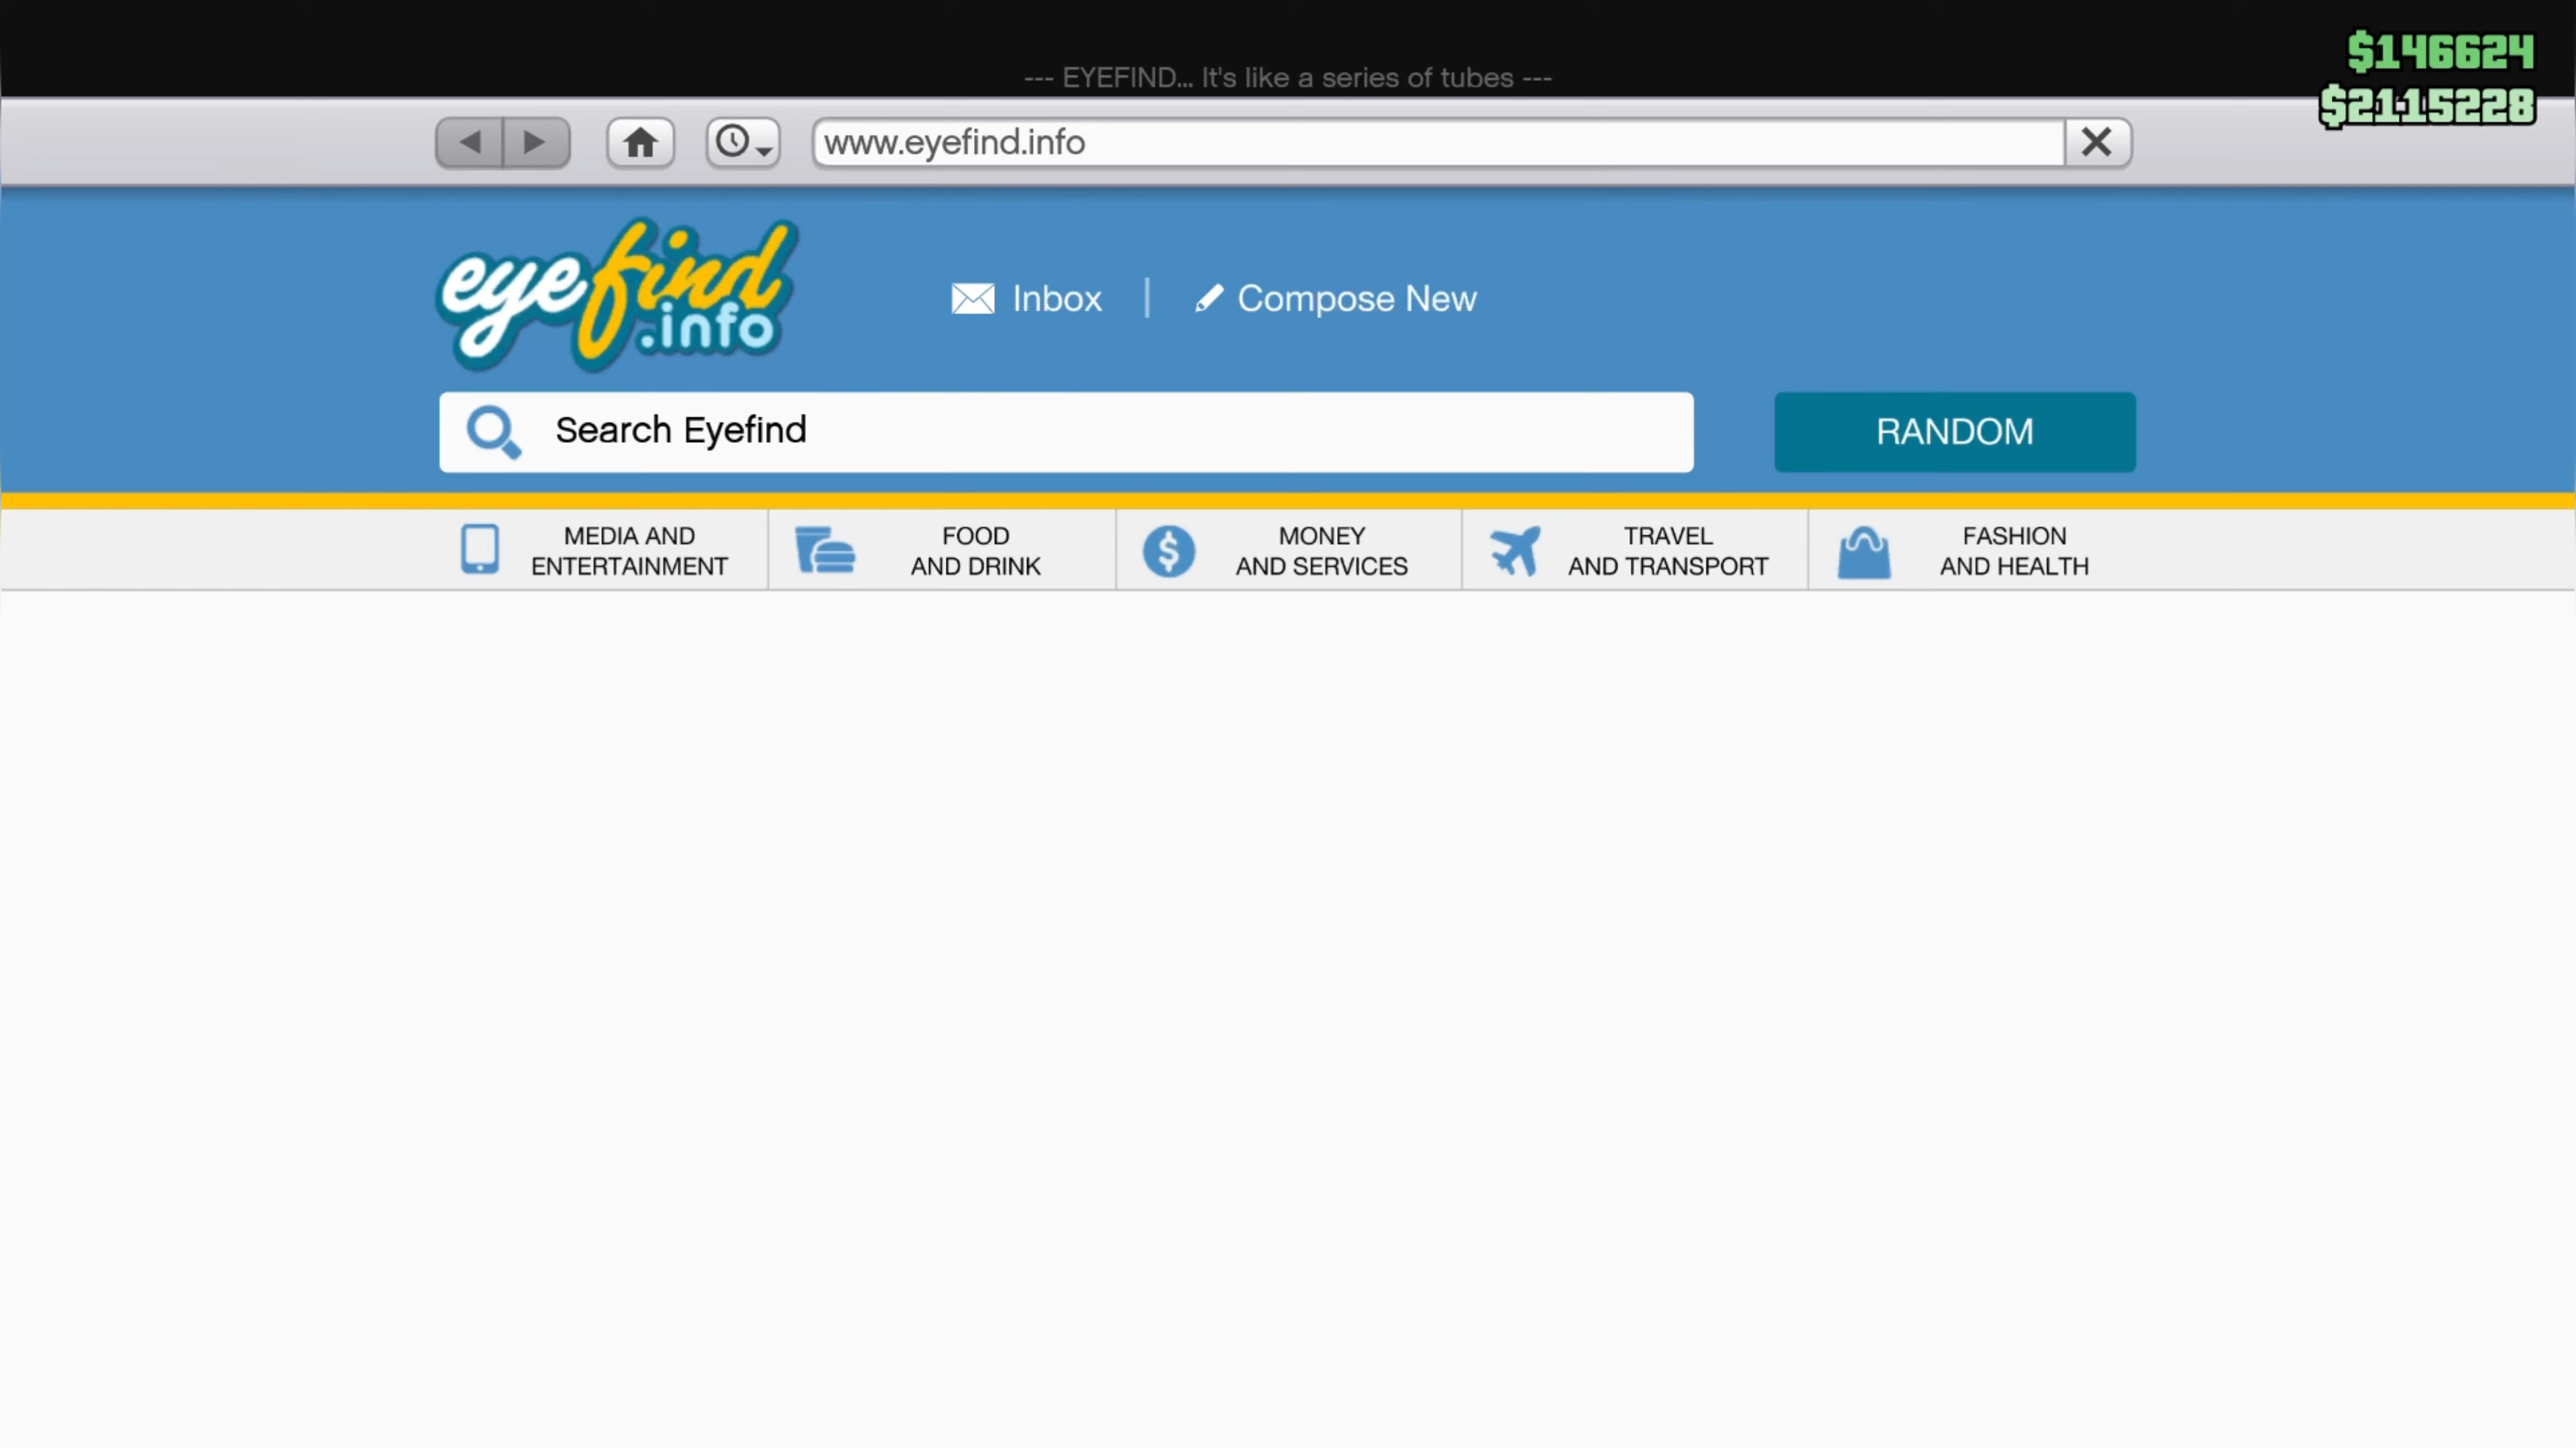 --- EYEFIND... It's like a series of tubes ---
$146624
$2115228
www.eyefind.info
eyefind
.info
Inbox
Compose New
Search Eyefind
RANDOM
MEDIA AND
ENTERTAINMENT
FOOD
AND DRINK
MONEY
AND SERVICES
TRAVEL
AND TRANSPORT
FASHION
AND HEALTH